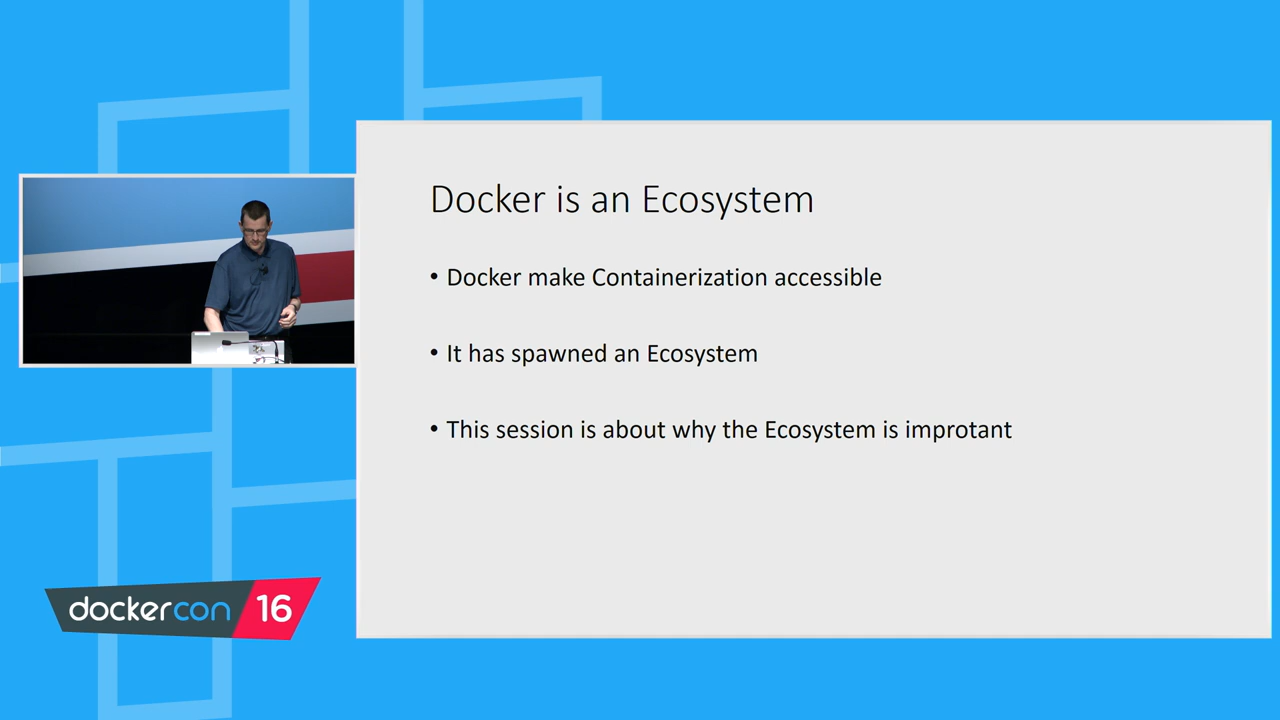 Docker is an Ecosystem
• Docker make Containerization accessible
• It has spawned an Ecosystem
• This session is about why the Ecosystem is improtant
dockercon 16